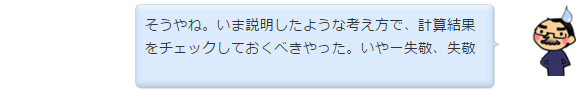 そうやね。いま説明したような考え方で、計算結果
をチェックしておくべきやった。いやー失敬、失敬